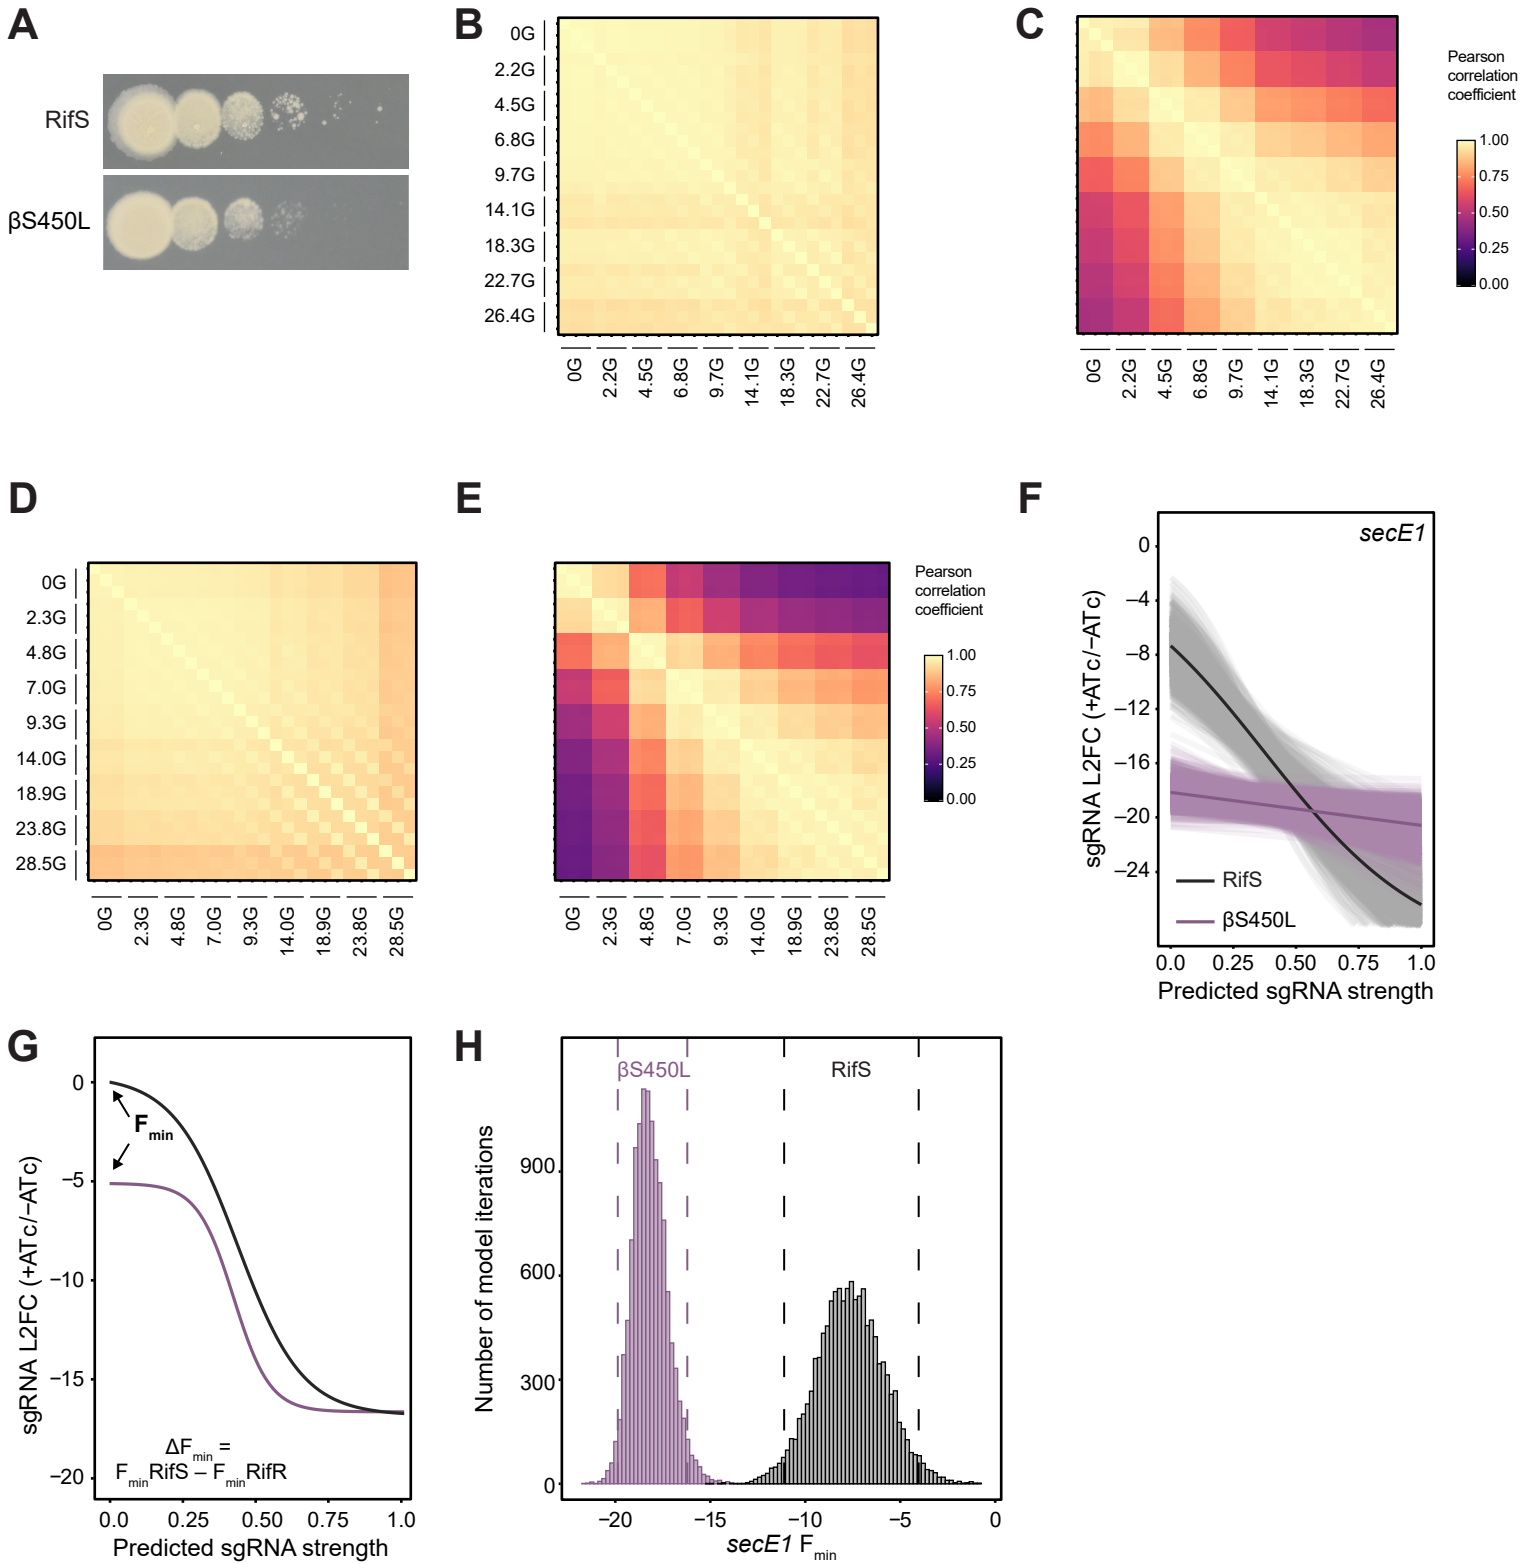 A
RifS
βS450L
B
0G
2.2G
4.5G
6.8G
9.7G
14.1G
18.3G
22.7G
26.4G
0G
2.2G
4.5G
6.8G
9.7G
14.1G
18.3G
22.7G
26.4G
C
0G
2.2G
4.5G
6.8G
9.7G
14.1G
18.3G
22.7G
26.4G
Pearson
correlation
coefficient
1.00
0.75
0.50
0.25
0.00
D
0G
2.3G
4.8G
7.0G
9.3G
14.0G
18.9G
23.8G
28.5G
0G
2.3G
4.8G
7.0G
9.3G
14.0G
18.9G
23.8G
28.5G
E
0G
2.3G
4.8G
7.0G
9.3G
14.0G
18.9G
23.8G
28.5G
Pearson
correlation
coefficient
1.00
0.75
0.50
0.25
0.00
F
secE1
sgRNA L2FC (+ATc/−ATc)
0
−4
−8
−12
−16
−20
−24
RifS
βS450L
0.0 0.25 0.50 0.75 1.0
Predicted sgRNA strength
G
sgRNA L2FC (+ATc/−ATc)
0
−5
−10
−15
−20
Fmin
ΔFmin =
FminRifS − FminRifR
0.0 0.25 0.50 0.75 1.0
Predicted sgRNA strength
H
βS450L RifS
Number of model iterations
900
600
300
0
−20 −15 −10 −5 0
secE1 Fmin